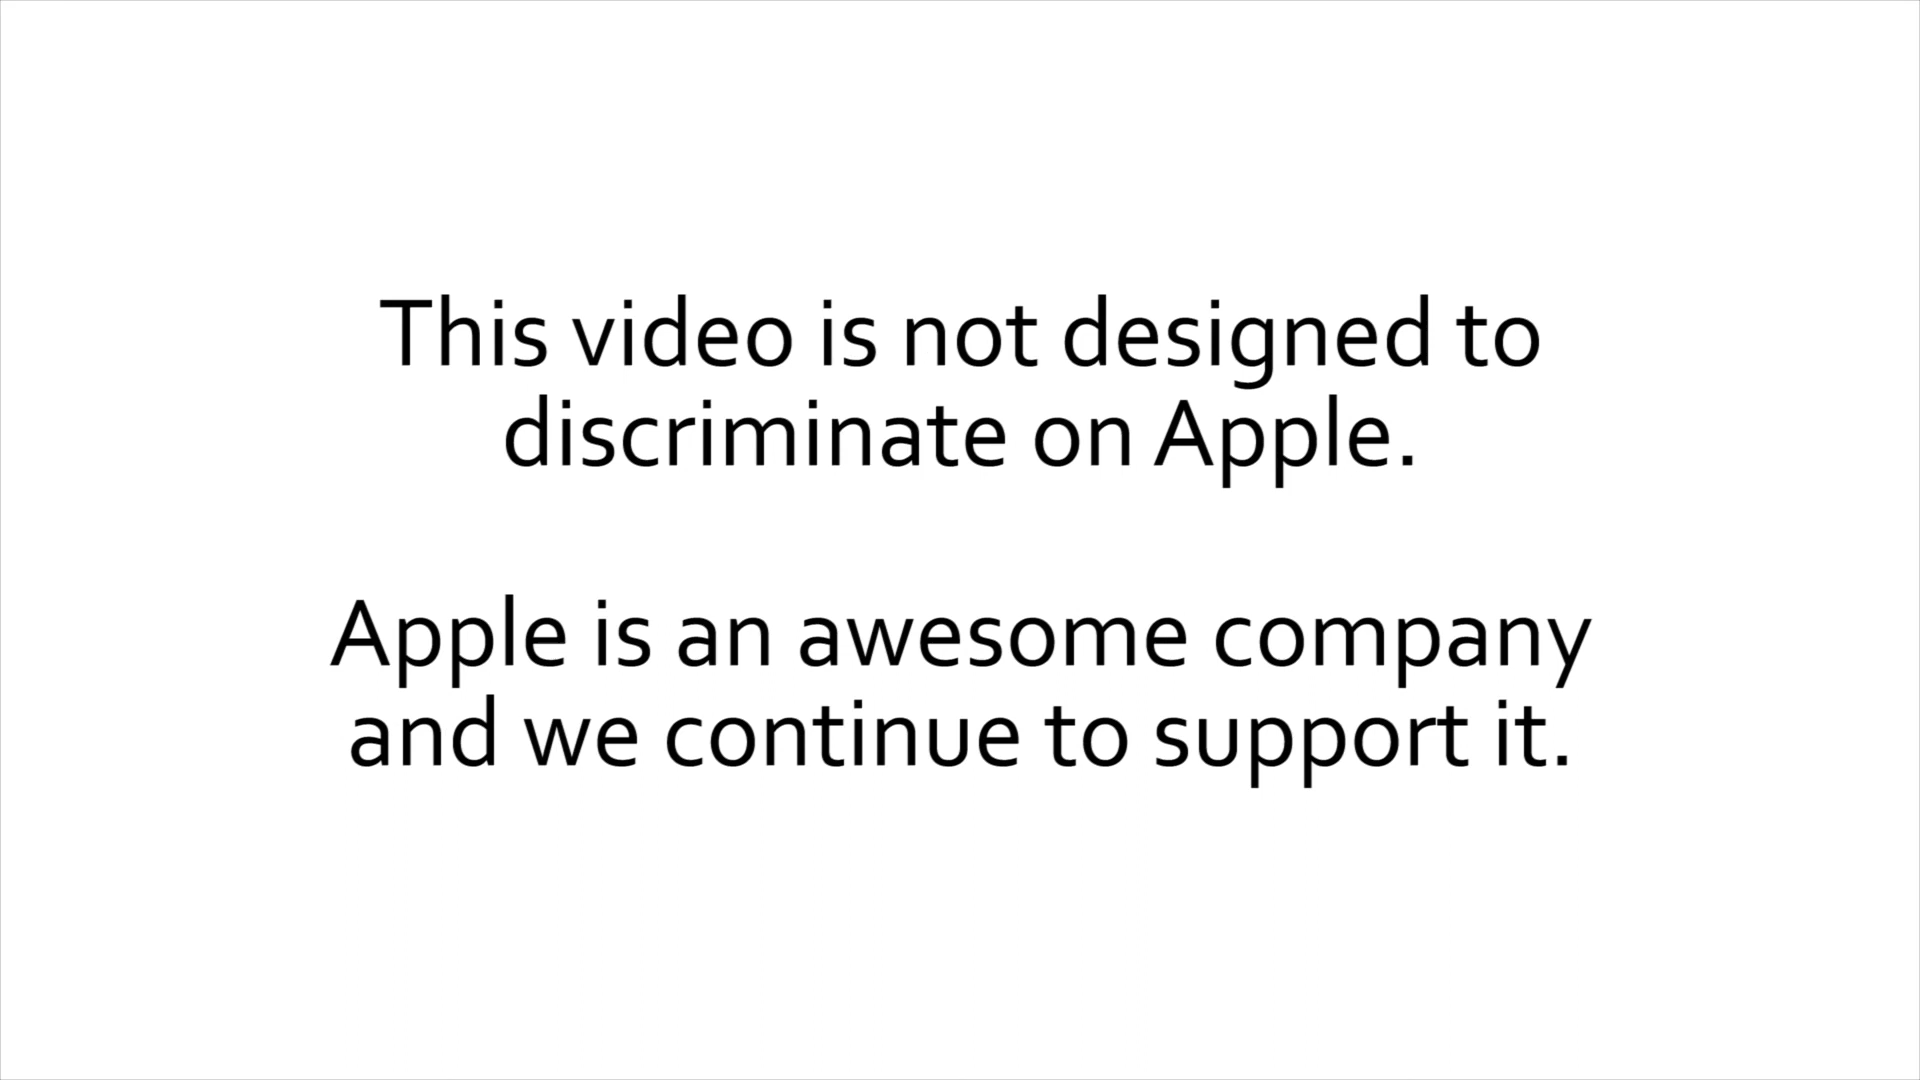 This video is not designed to
discriminate on Apple.
Apple is an awesome company
and we continue to support it.